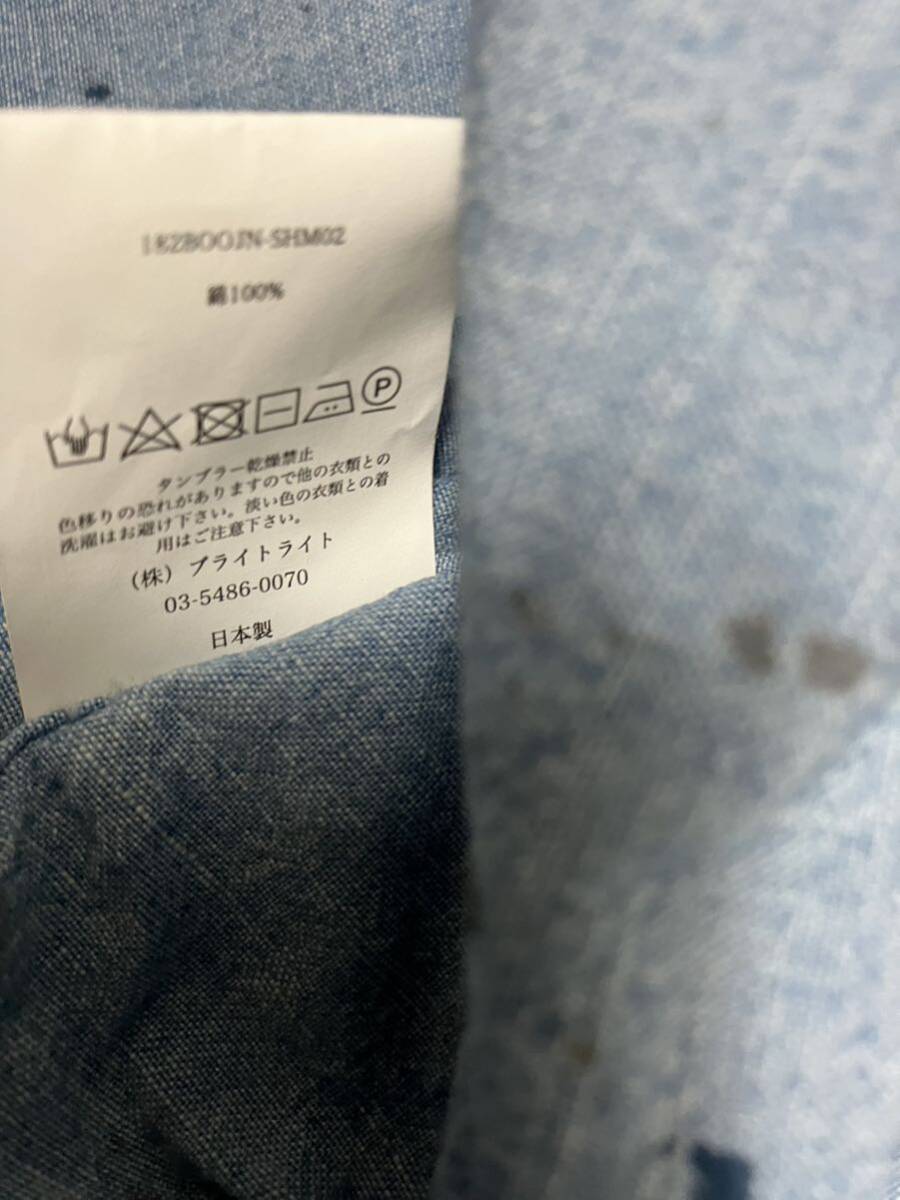 18ZBOOJN-SHM02
綿100%
P
タンブラー乾燥禁止
色移りの恐れがありますので他の衣類との
洗濯はお避け下さい。淡い色の衣類との着
用はご注意下さい。
(株)ブライトライト
03-5486-0070
日本製